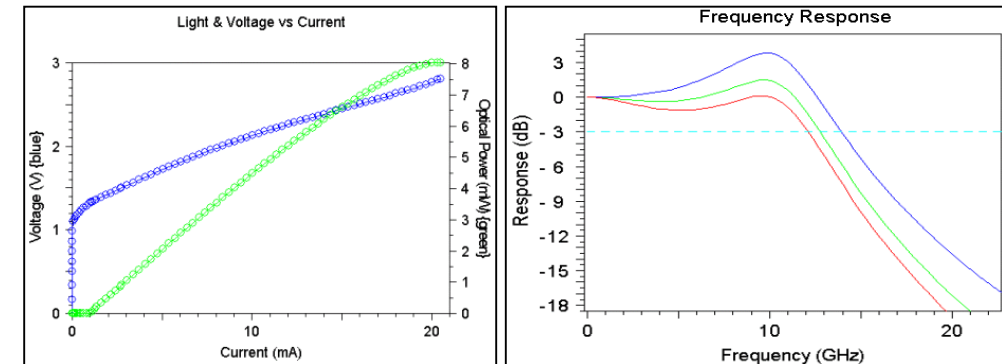 Light & Voltage vs Current
Voltage (V) {blue}
3
2
1
0
8
7
6
5
4
3
2
1
0
Optical Power (mW) {green}
0 10 20
Current (mA)
Frequency Response
Response (dB)
3
0
- 3
- 6
- 9
-12
-15
-18
0 10 20
Frequency (GHz)